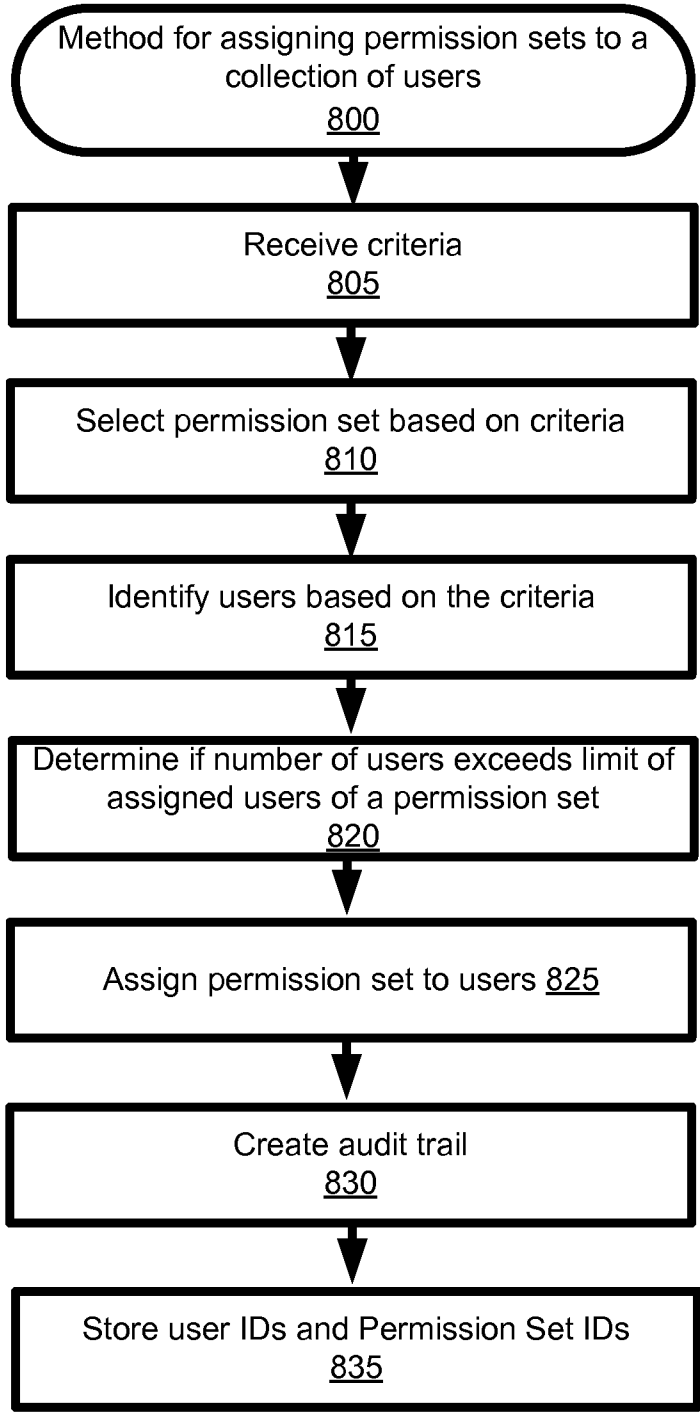 Method for assigning permission sets to a
collection of users
800
Receive criteria
805
Select permission set based on criteria
810
Identify users based on the criteria
815
Determine if number of users exceeds limit of
assigned users of a permission set
820
Assign permission set to users 825
Create audit trail
830
Store user IDs and Permission Set IDs
835